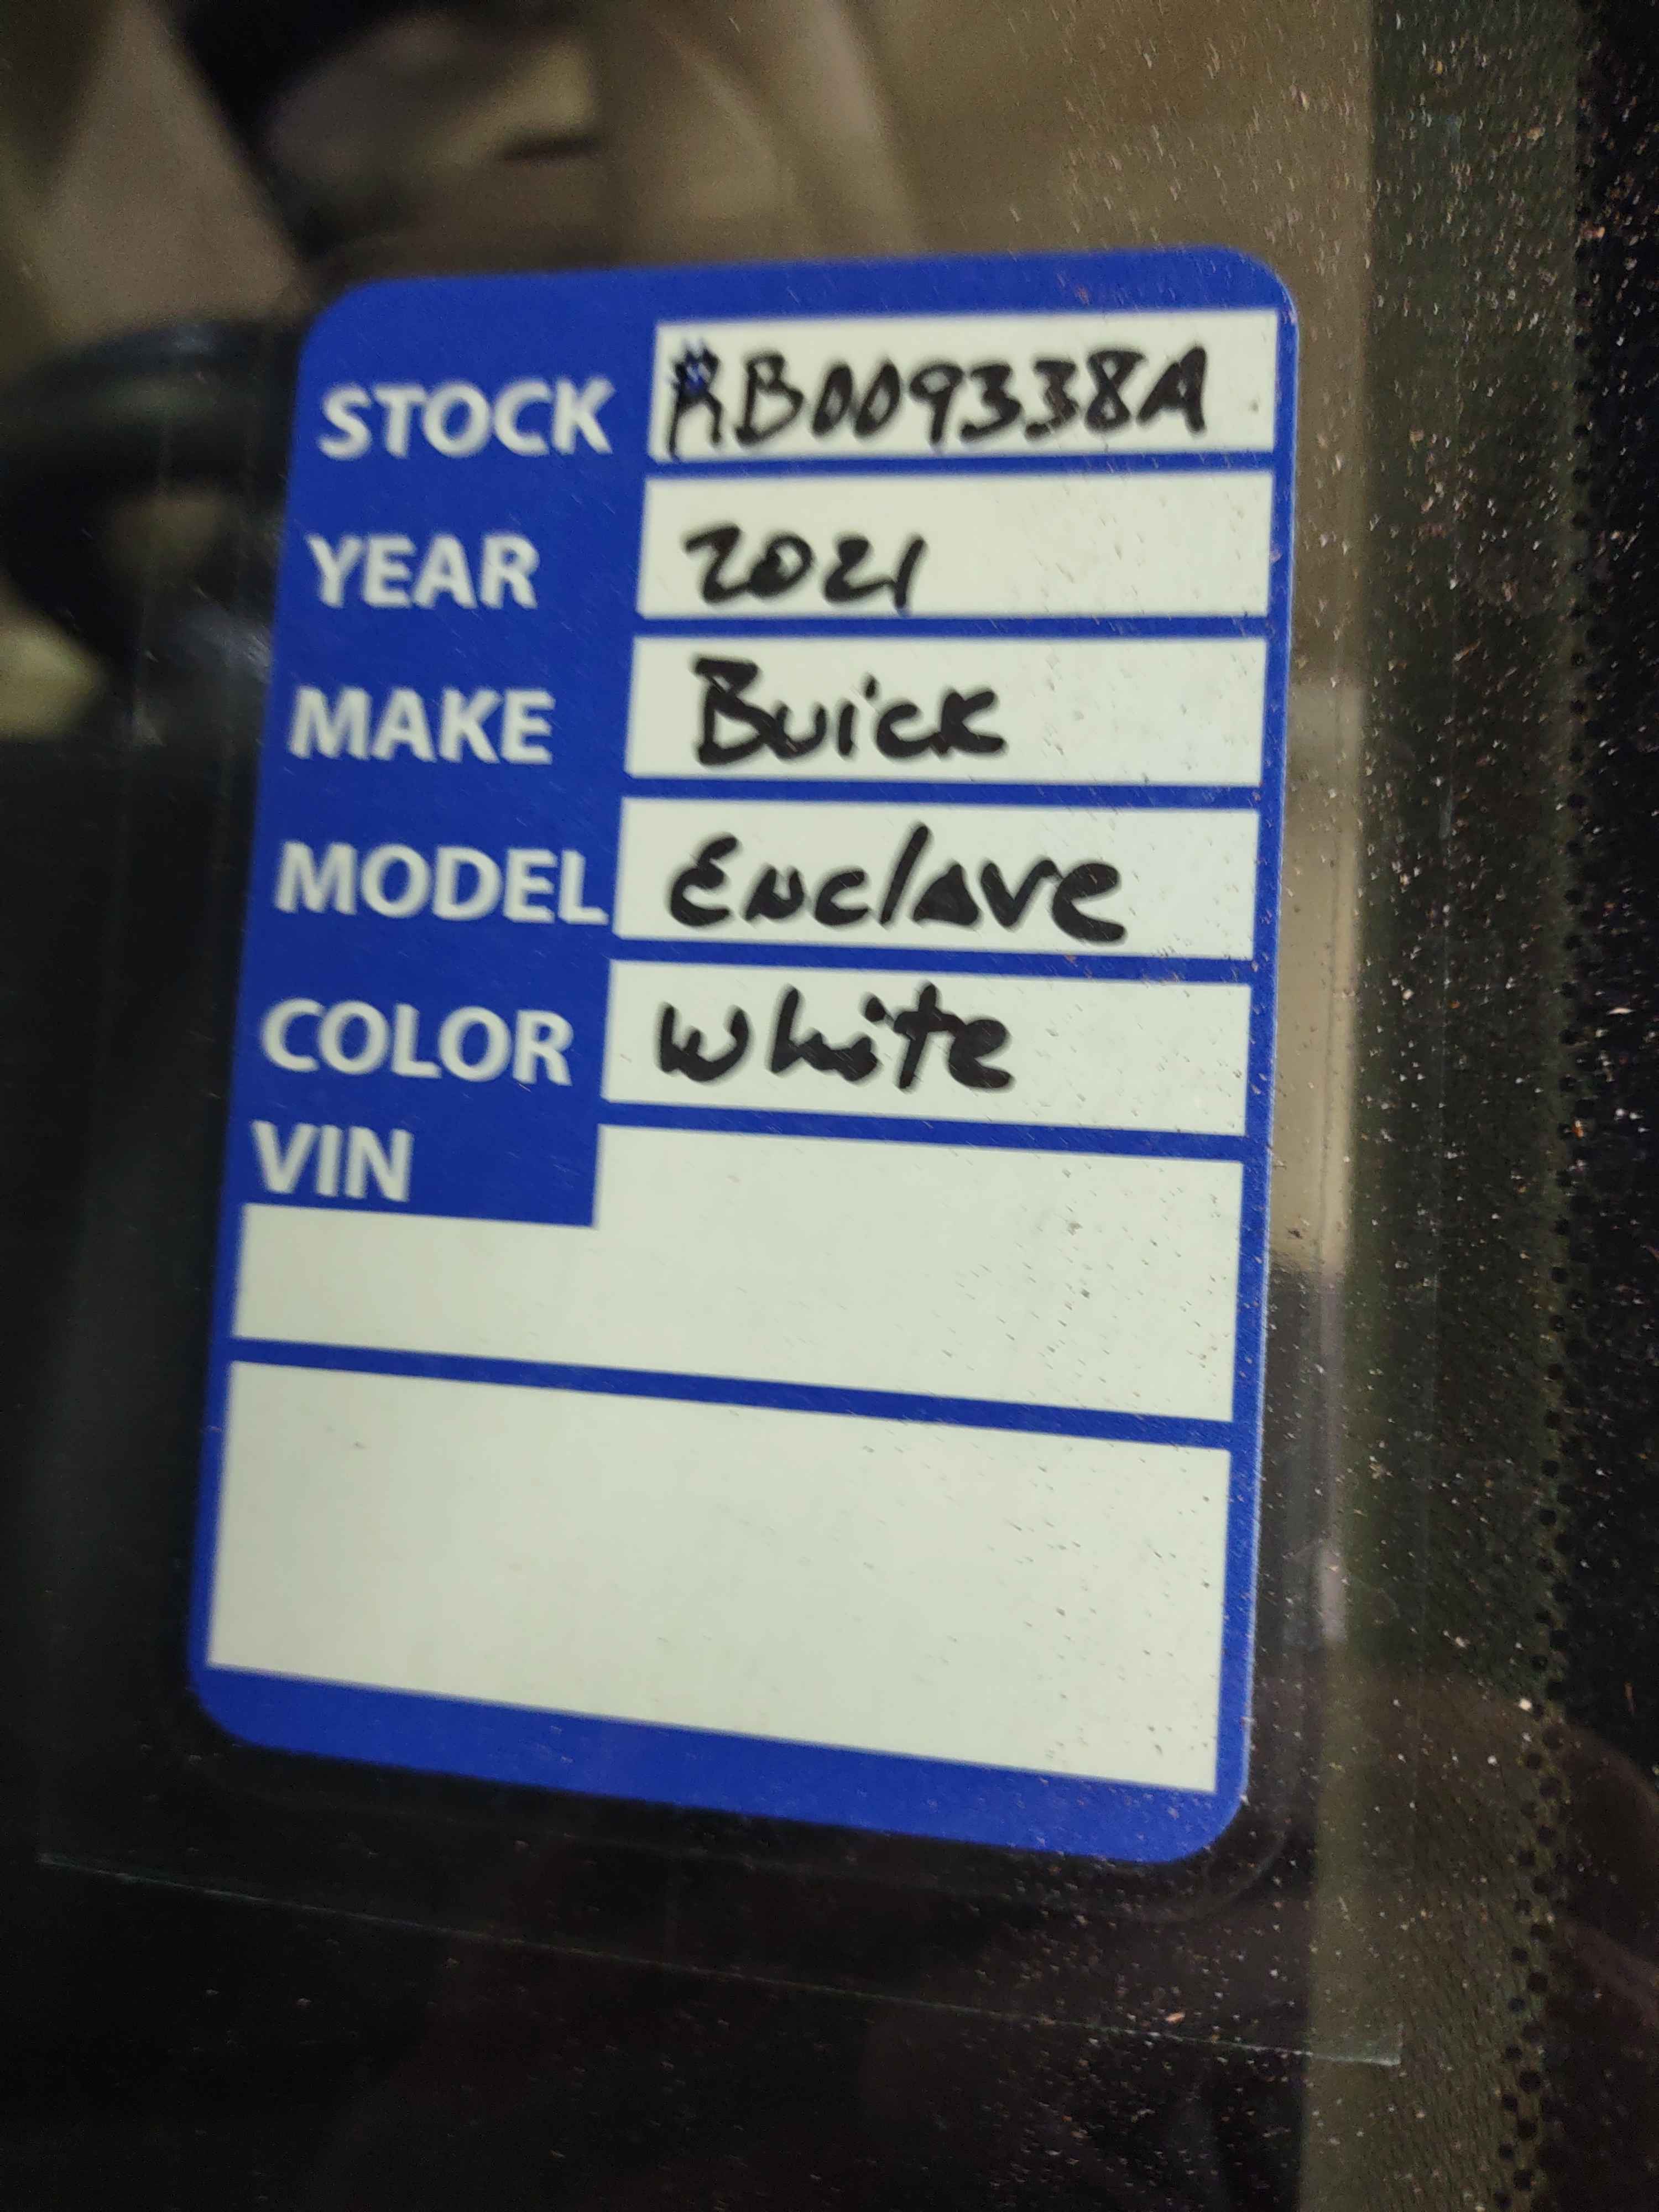 STOCK RB009338A
YEAR 2021
MAKE Buick
MODEL Enclave
COLOR White
VIN